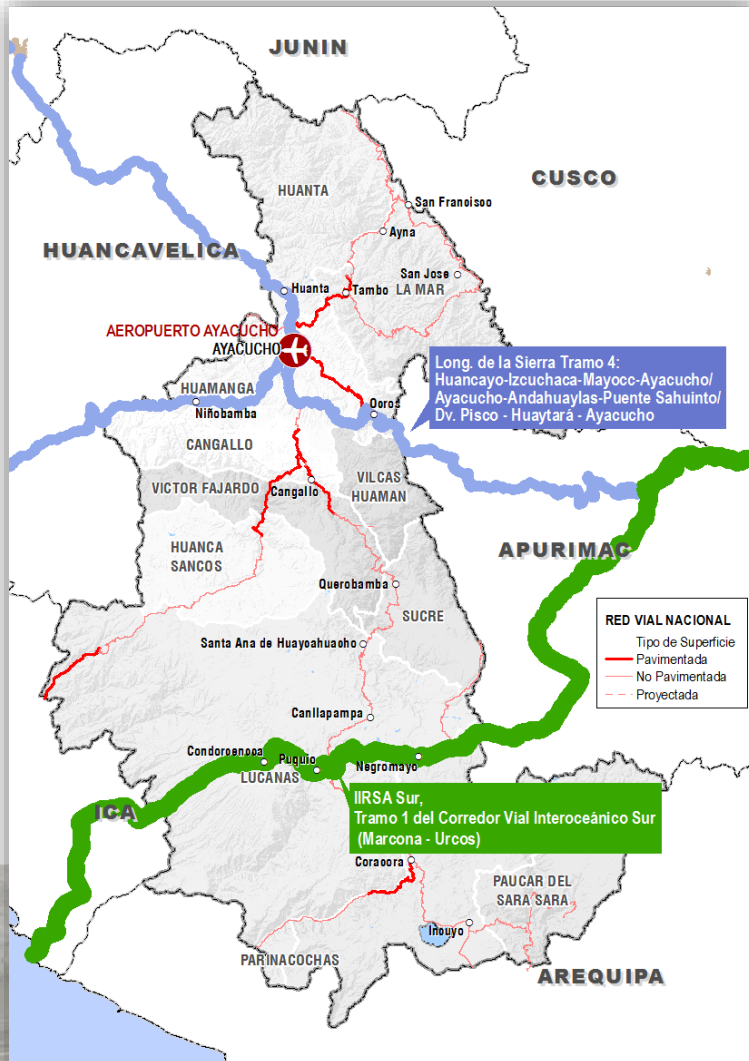 JUNIN
CUSCO
HUANTA
San Franoisoo
Ayna
HUANCAVELICA
San Jose
LA MAR
Huanta
Tambo
AEROPUERTO AYACUCHO
AYACUCHO
Long. de la Sierra Tramo 4:
Huancayo-Izcuchaca-Mayocc-Ayacucho/
Ayacucho-Andahuaylas-Puente Sahuinto/
Dv. Pisco - Huaytará - Ayacucho
HUAMANGA
Niñobamba
Ooros
CANGALLO
VICTOR FAJARDO
Cangallo
VILCAS
HUAMAN
HUANCA
SANCOS
APURIMAC
Querobamba
SUCRE
RED VIAL NACIONAL
Tipo de Superficie
Pavimentada
No Pavimentada
Proyectada
Santa Ana de Huayoahuaoho
Canllapampa
Condoroenooa
Puquio
Negromayo
LUCANAS
ICA
IIRSA Sur,
Tramo 1 del Corredor Vial Interoceánico Sur
(Marcona - Urcos)
Coraoora
PAUCAR DEL
SARA SARA
Inouyo
PARINACOCHAS
AREQUIPA